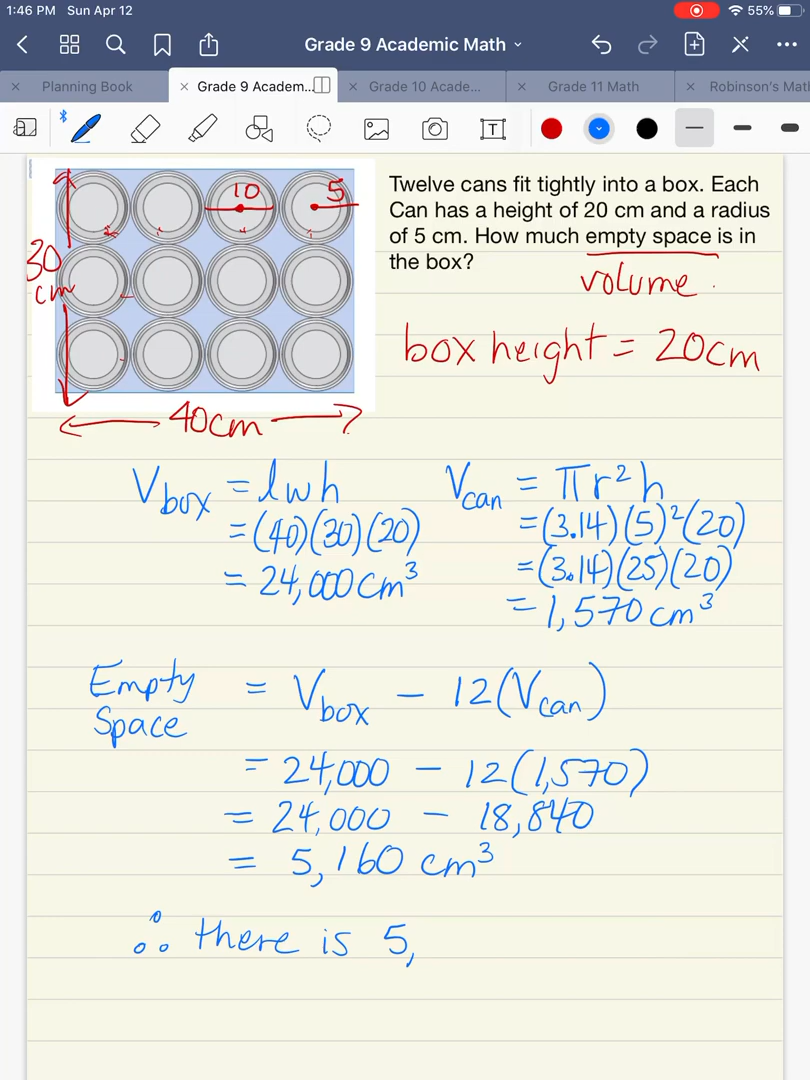 1:46 PM Sun Apr 12
55%
Grade 9 Academic Math
Planning Book
Grade 9 Academ...
Grade 10 Acade...
Grade 11 Math
Robinson's Mat
T
10
5
30
cm
40cm
Twelve cans fit tightly into a box. Each
Can has a height of 20 cm and a radius
of 5 cm. How much empty space is in
the box?
volume
box height = 20cm
Vbox = lwh
= (40)(30)(20)
= 24,000 cm³
Vcan = πr²h
= (3.14)(5)²(20)
= (3.14)(25)(20)
= 1,570 cm³
Empty
Space
= Vbox – 12(Vcan)
= 24,000 – 12(1,570)
= 24,000 – 18,840
= 5,160 cm³
∴ there is 5,